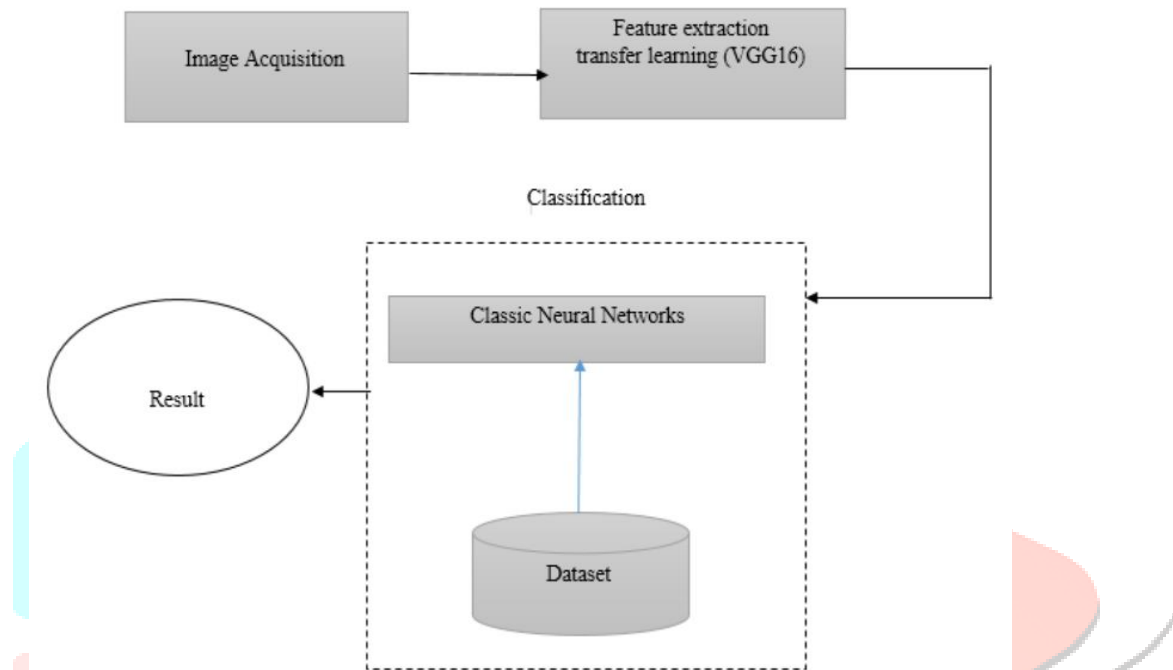 Image Acquisition
Feature extraction
transfer learning (VGG16)
Classification
Classic Neural Networks
Result
Dataset